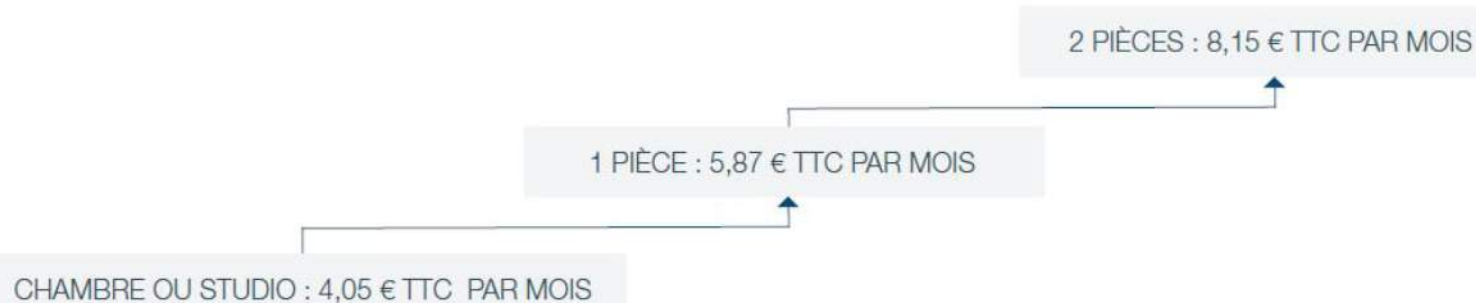 2 PIÈCES : 8,15 € TTC PAR MOIS
1 PIÈCE : 5,87 € TTC PAR MOIS
CHAMBRE OU STUDIO : 4,05 € TTC PAR MOIS